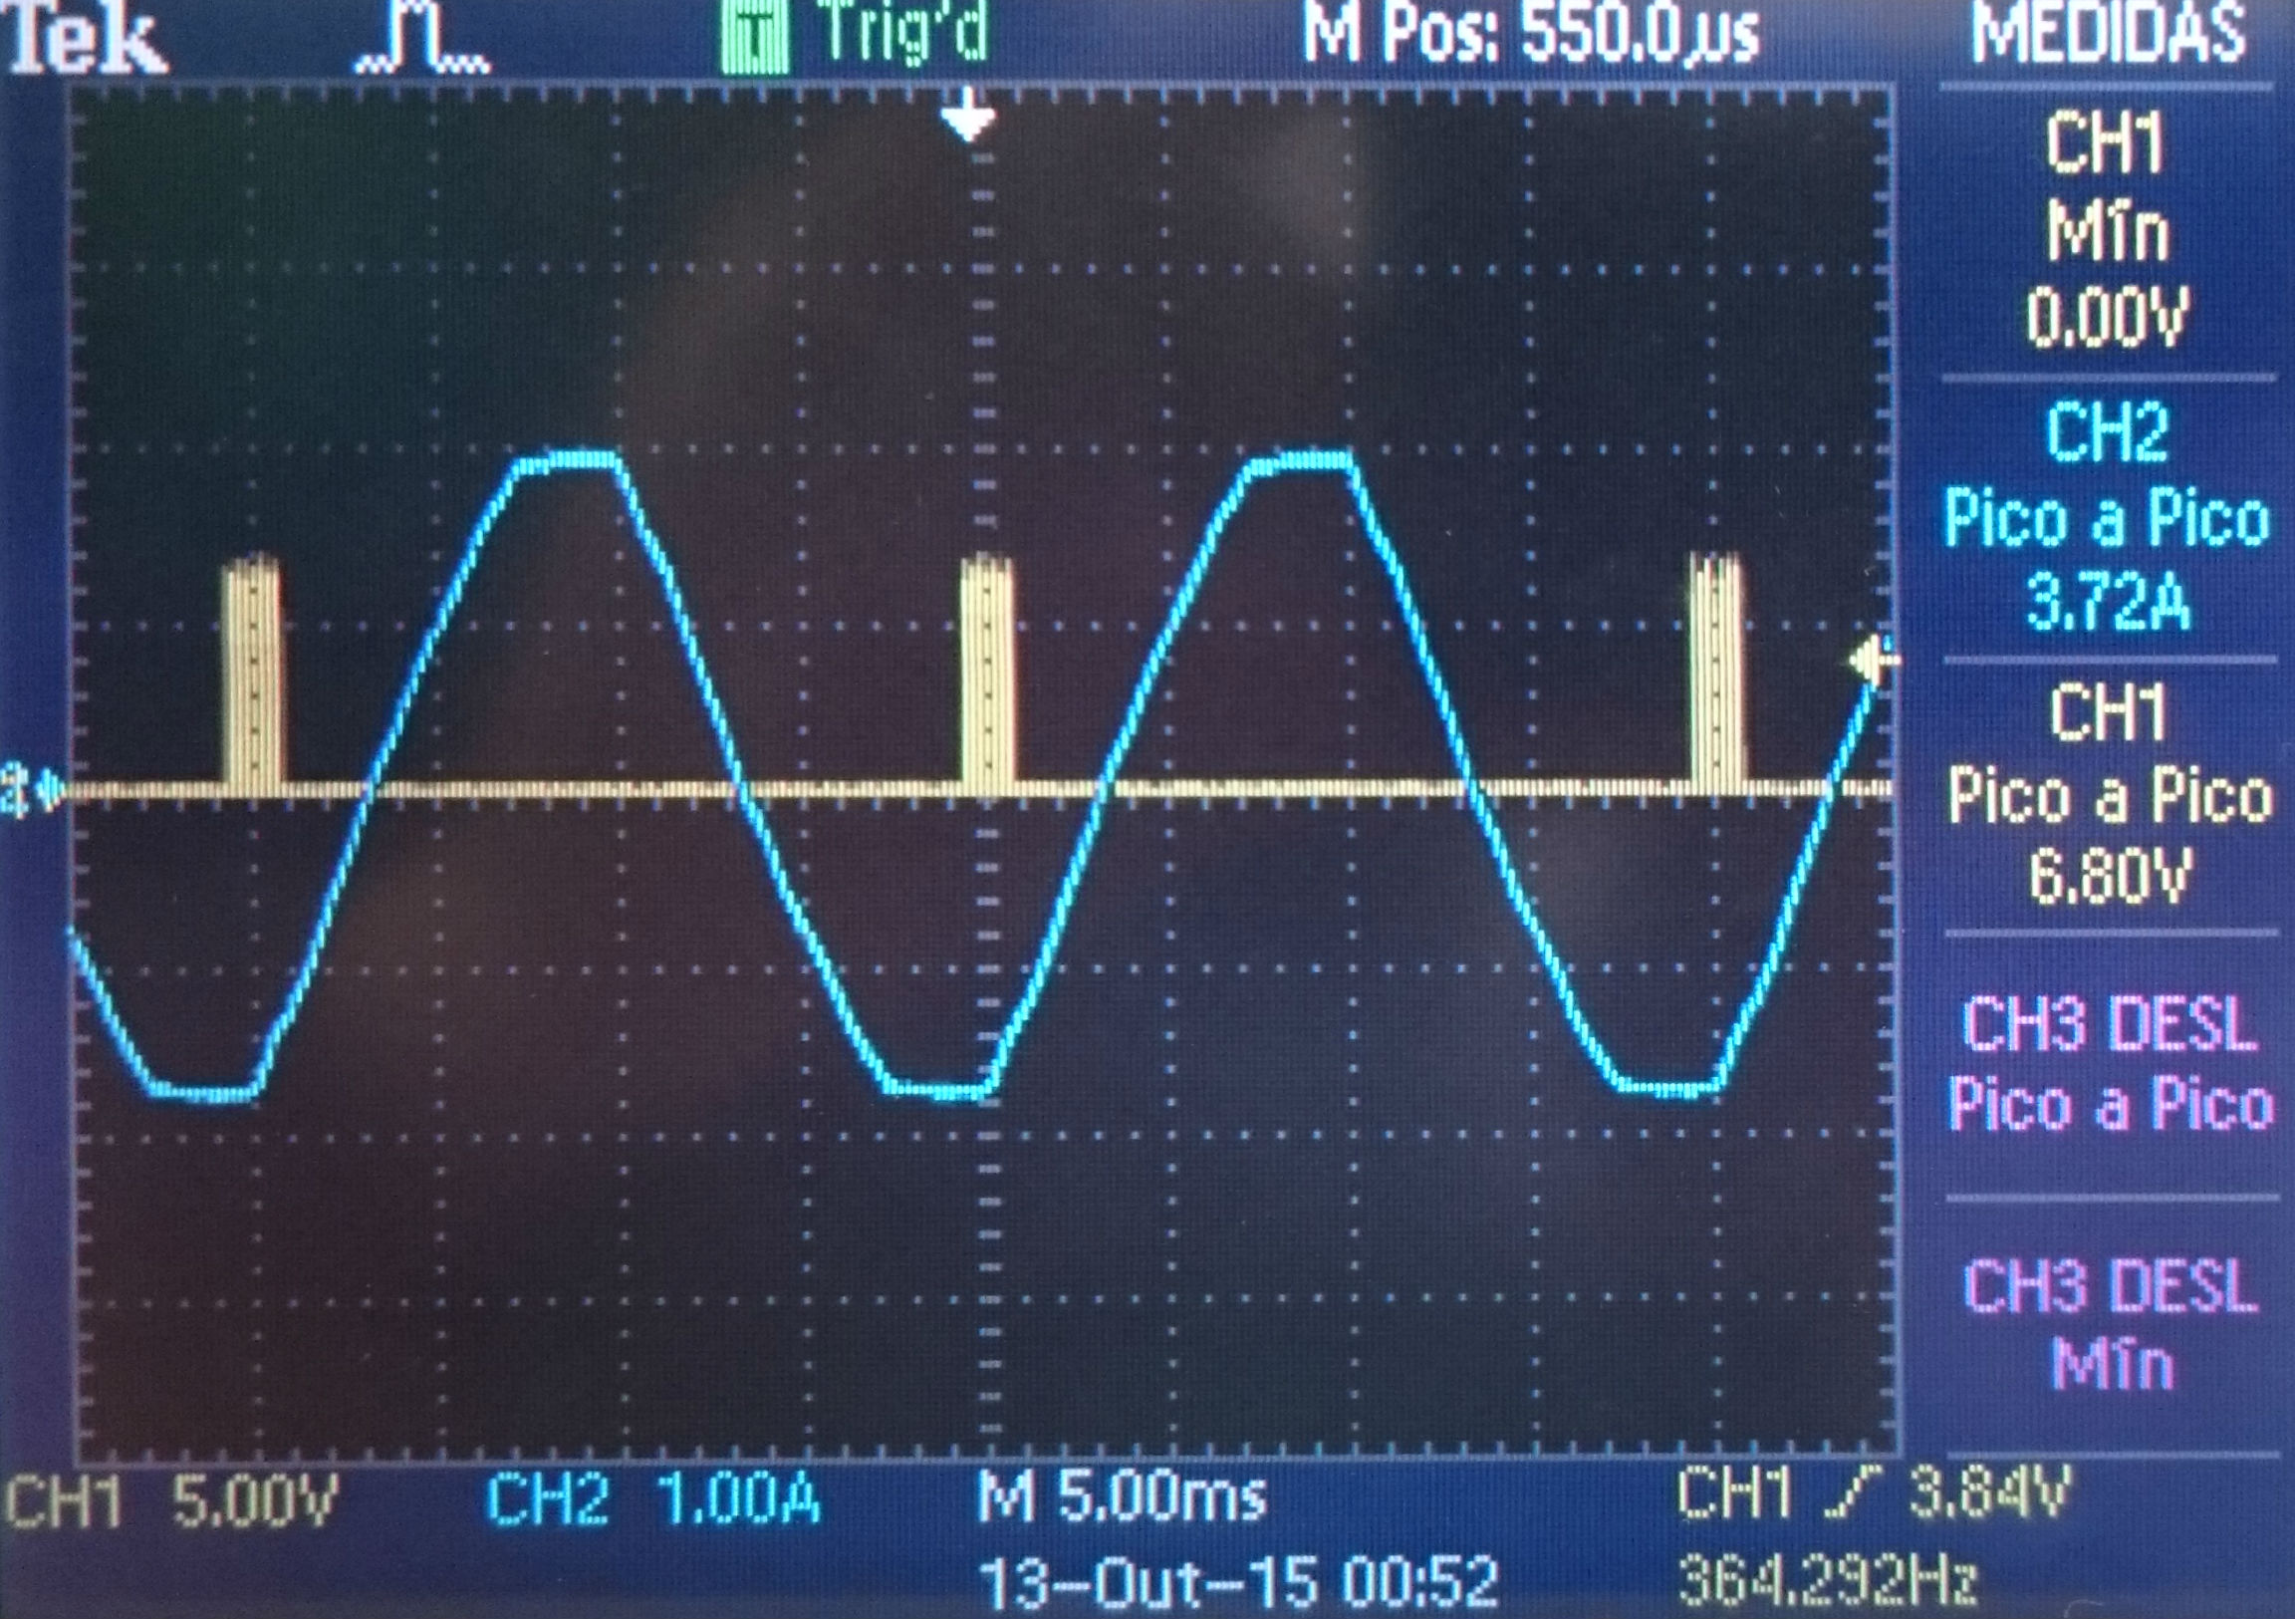 Tek T Trig'd M Pos: 550.0µs MEDIDAS
CH1
Mín
0.00V
CH2
Pico a Pico
3.72A
CH1
Pico a Pico
6.80V
CH3 DESL
Pico a Pico
CH3 DESL
Mín
2
CH1 5.00V CH2 1.00A M 5.00ms CH1 3.84V
13-Out-15 00:52 364.292Hz